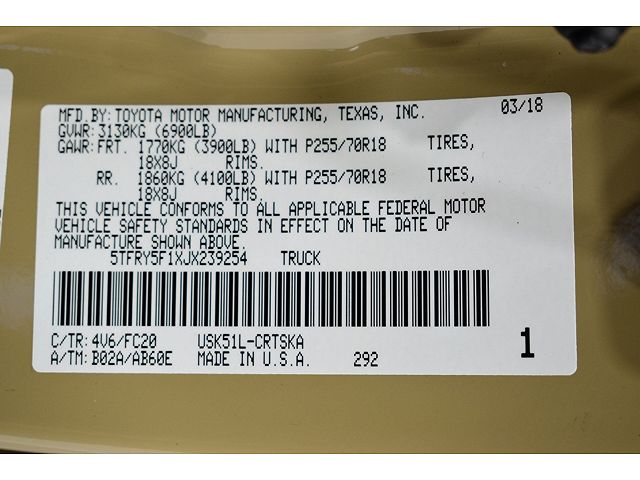 MFD.BY:TOYOTA MOTOR MANUFACTURING, TEXAS, INC. 03/18
GVWR:3130KG (6900LB)
GAWR:FRT. 1770KG (3900LB) WITH P255/70R18 TIRES,
18X8J RIMS.
RR. 1860KG (4100LB) WITH P255/70R18 TIRES,
18X8J RIMS.
THIS VEHICLE CONFORMS TO ALL APPLICABLE FEDERAL MOTOR
VEHICLE SAFETY STANDARDS IN EFFECT ON THE DATE OF
MANUFACTURE SHOWN ABOVE.
5TFRY5F1XJX239254 TRUCK
C/TR:4V6/FC20 USK51L-CRTSKA
A/TM:B02A/AB60E MADE IN U.S.A. 292 1